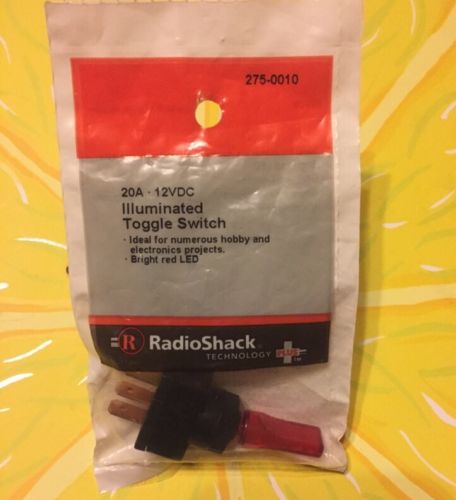 275-0010
20A · 12VDC
Illuminated
Toggle Switch
· Ideal for numerous hobby and
electronics projects.
· Bright red LED
R RadioShack®
TECHNOLOGY PLUS™